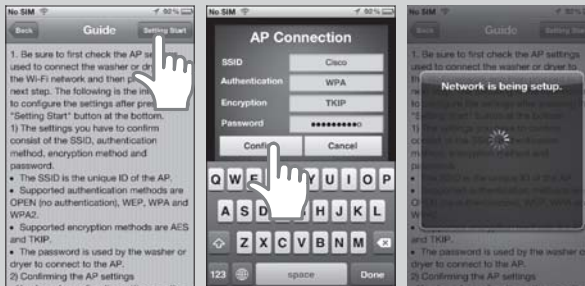 No SIM
92%
Back
Guide
Setting Start
1. Be sure to first check the AP
used to connect the washer or
the Wi-Fi network and then
next step. The following is the
to configure the settings after
"Setting Start" button at the bottom.
1) The settings you have to confirm
consist of the SSID, authentication
method, encryption method and
password.
• The SSID is the unique ID of the AP.
• Supported authentication methods are
OPEN (no authentication), WEP, WPA and
WPA2.
• Supported encryption methods are AES
and TKIP.
• The password is used by the washer or
dryer to connect to the AP.
2) Confirming the AP settings
No SIM
92%
AP Connection
SSID
Cisco
Authentication
WPA
Encryption
TKIP
Password
Cancel
Q W Y U I O P
A S D J K L
Z X C V B N M
123
space
Done
No SIM
92%
Back
Guide
1. Be sure to first check the AP settings
used to connect the washer or dryer to
Network is being setup.
and TKIP.
• The password is used by the washer or
dryer to connect to the AP.
2) Confirming the AP settings